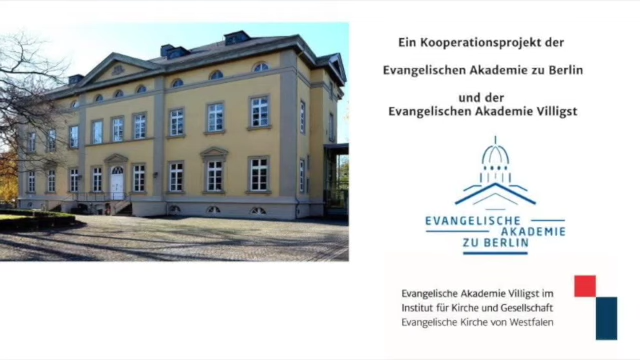 Ein Kooperationsprojekt der
Evangelischen Akademie zu Berlin
und der
Evangelischen Akademie Villigst
EVANGELISCHE
AKADEMIE
ZU BERLIN
Evangelische Akademie Villigst im
Institut für Kirche und Gesellschaft
Evangelische Kirche von Westfalen